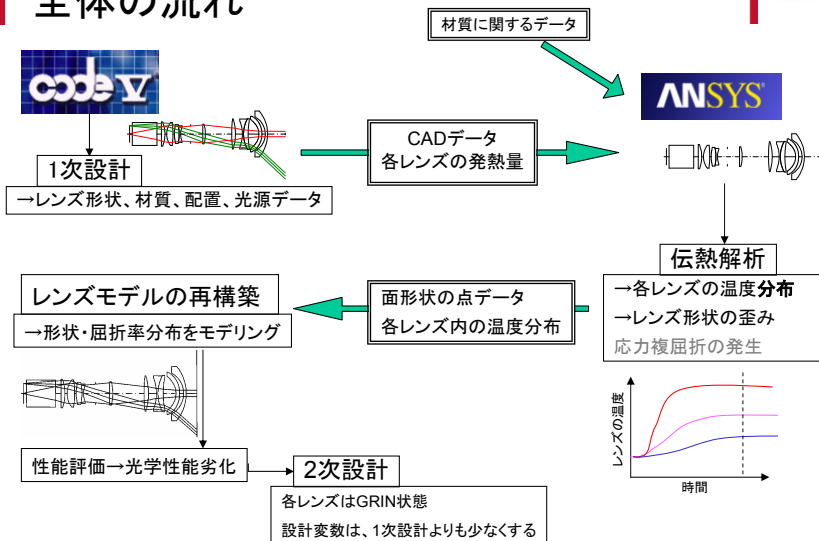 全体の流れ
材質に関するデータ
code V
ANSYS
CADデータ
各レンズの発熱量
1次設計
→レンズ形状、材質、配置、光源データ
伝熱解析
→各レンズの温度分布
→レンズ形状の歪み
応力複屈折の発生
面形状の点データ
各レンズ内の温度分布
レンズモデルの再構築
→形状・屈折率分布をモデリング
レンズの温度
時間
性能評価→光学性能劣化
2次設計
各レンズはGRIN状態
設計変数は、1次設計よりも少なくする